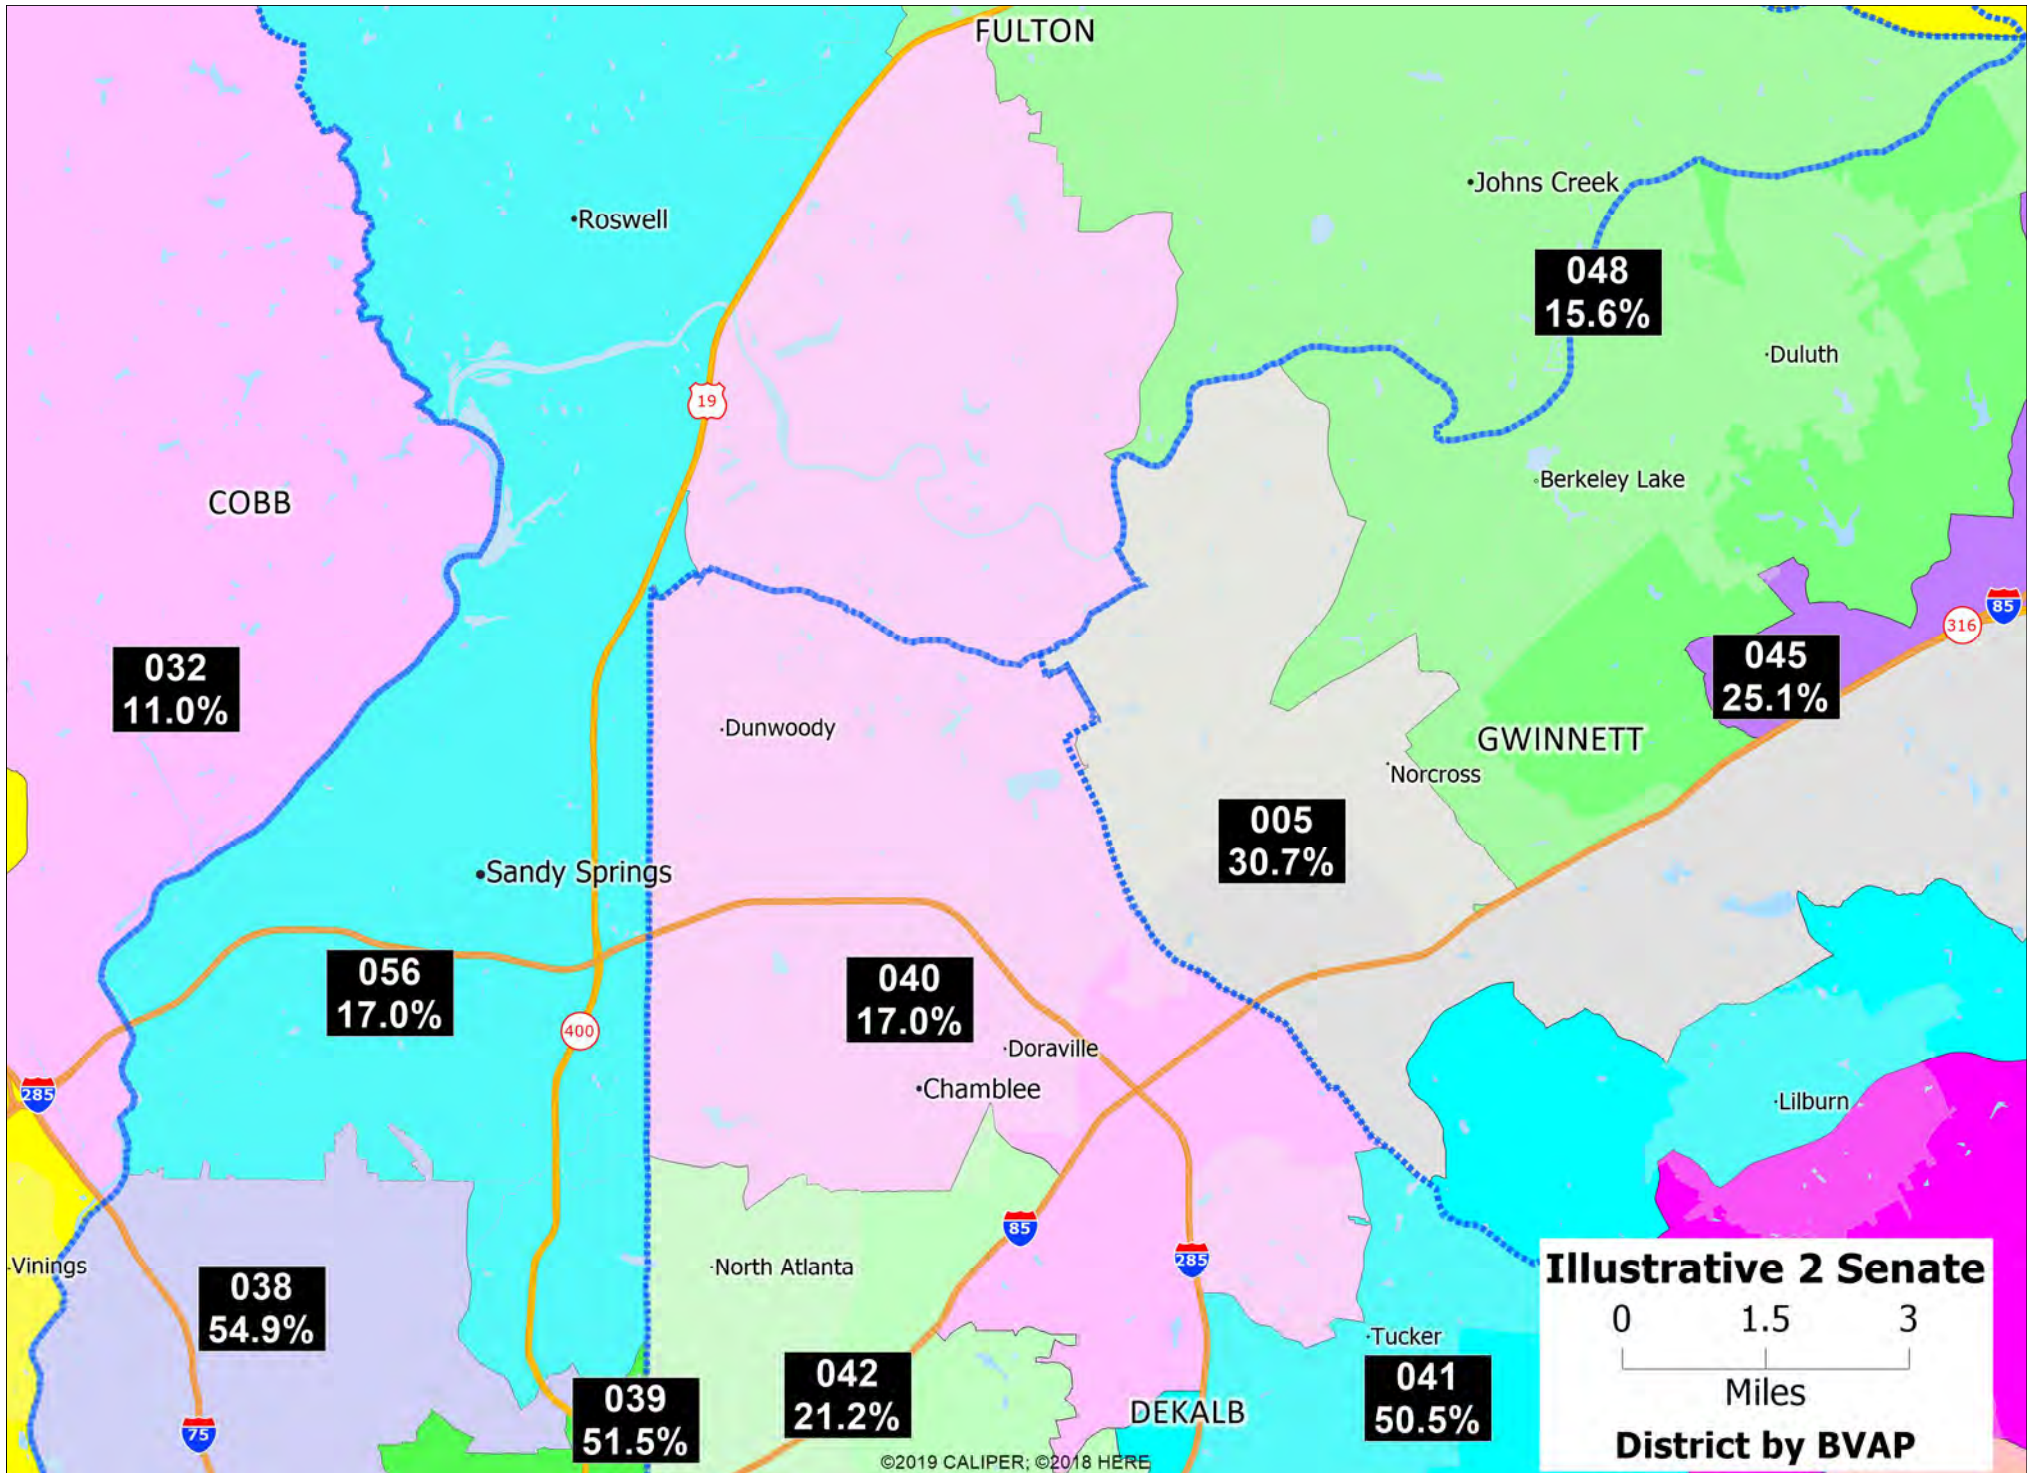 FULTON
Johns Creek
Roswell
048
15.6%
Duluth
19
Berkeley Lake
COBB
85
316
032
11.0%
045
25.1%
Dunwoody
GWINNETT
Norcross
005
30.7%
Sandy Springs
056
17.0%
040
17.0%
400
Doraville
Chamblee
285
Lilburn
85
285
Vinings
North Atlanta
038
54.9%
Illustrative 2 Senate
0 1.5 3
Miles
District by BVAP
Tucker
039
51.5%
042
21.2%
041
50.5%
DEKALB
75
©2019 CALIPER; ©2018 HERE